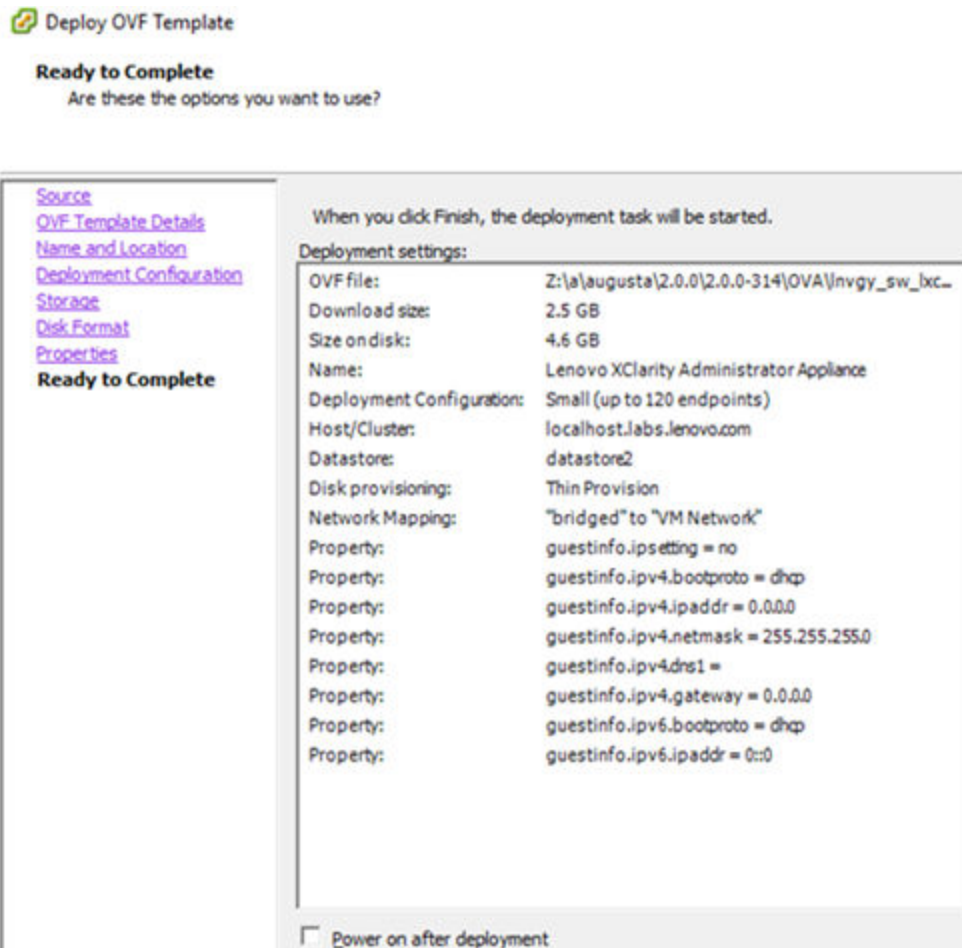 Deploy OVF Template
Ready to Complete
Are these the options you want to use?
Source
OVF Template Details
Name and Location
Deployment Configuration
Storage
Disk Format
Properties
Ready to Complete
When you click Finish, the deployment task will be started.
Deployment settings:
OVF file: Z:\a\augusta\2.0.0\2.0.0-314\OVA\lnvgy_sw_lxc...
Download size: 2.5 GB
Size on disk: 4.6 GB
Name: Lenovo XClarity Administrator Appliance
Deployment Configuration: Small (up to 120 endpoints)
Host/Cluster: localhost.labs.lenovo.com
Datastore: datastore2
Disk provisioning: Thin Provision
Network Mapping: "bridged" to "VM Network"
Property: guestinfo.ipsetting = no
Property: guestinfo.ipv4.bootproto = dhcp
Property: guestinfo.ipv4.ipaddr = 0.0.0.0
Property: guestinfo.ipv4.netmask = 255.255.255.0
Property: guestinfo.ipv4.dns1 =
Property: guestinfo.ipv4.gateway = 0.0.0.0
Property: guestinfo.ipv6.bootproto = dhcp
Property: guestinfo.ipv6.ipaddr = 0::0
Power on after deployment